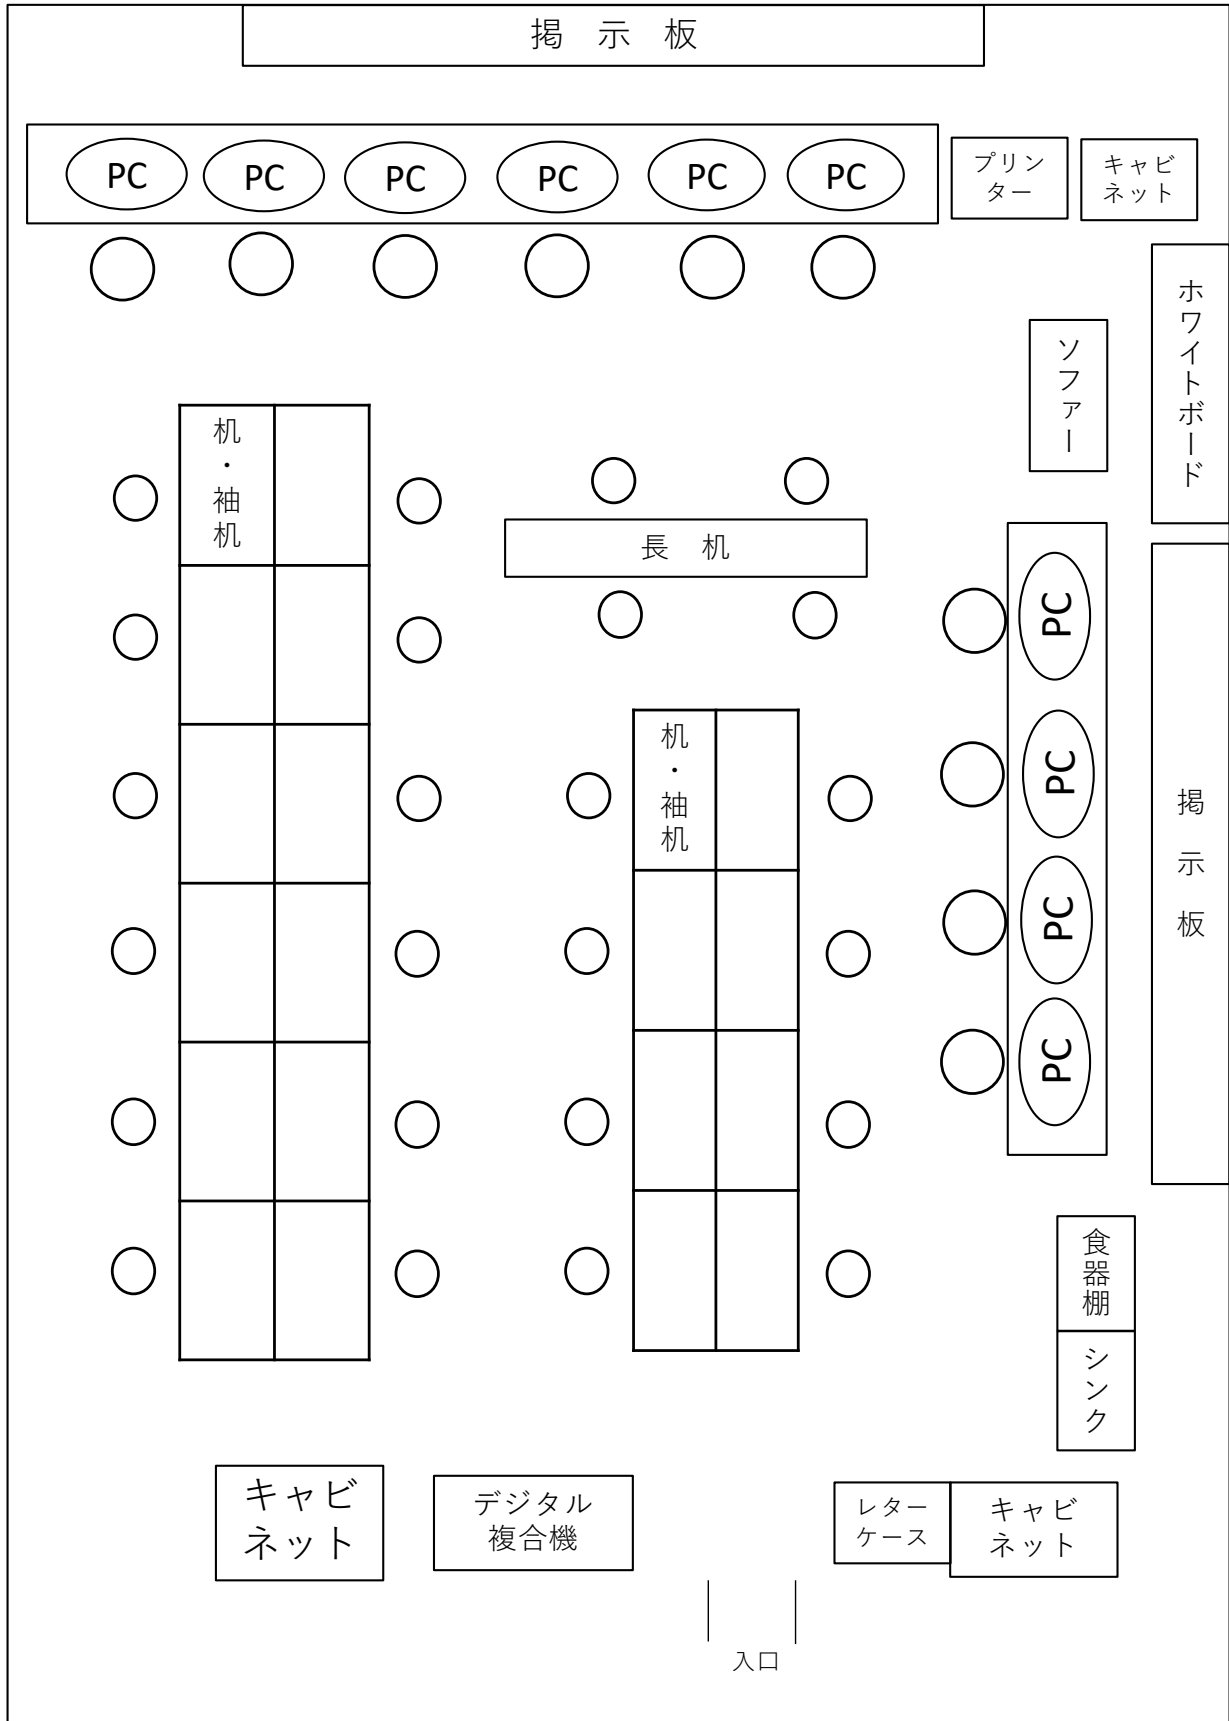 掲 示 板
PC
PC
PC
PC
PC
PC
プリン
ター
キャビ
ネット
ホワイトボード
ソファー
机・袖机
長 机
PC
PC
PC
PC
机・袖机
掲 示 板
食器棚
シンク
キャビ
ネット
デジタル
複合機
レター
ケース
キャビ
ネット
入口